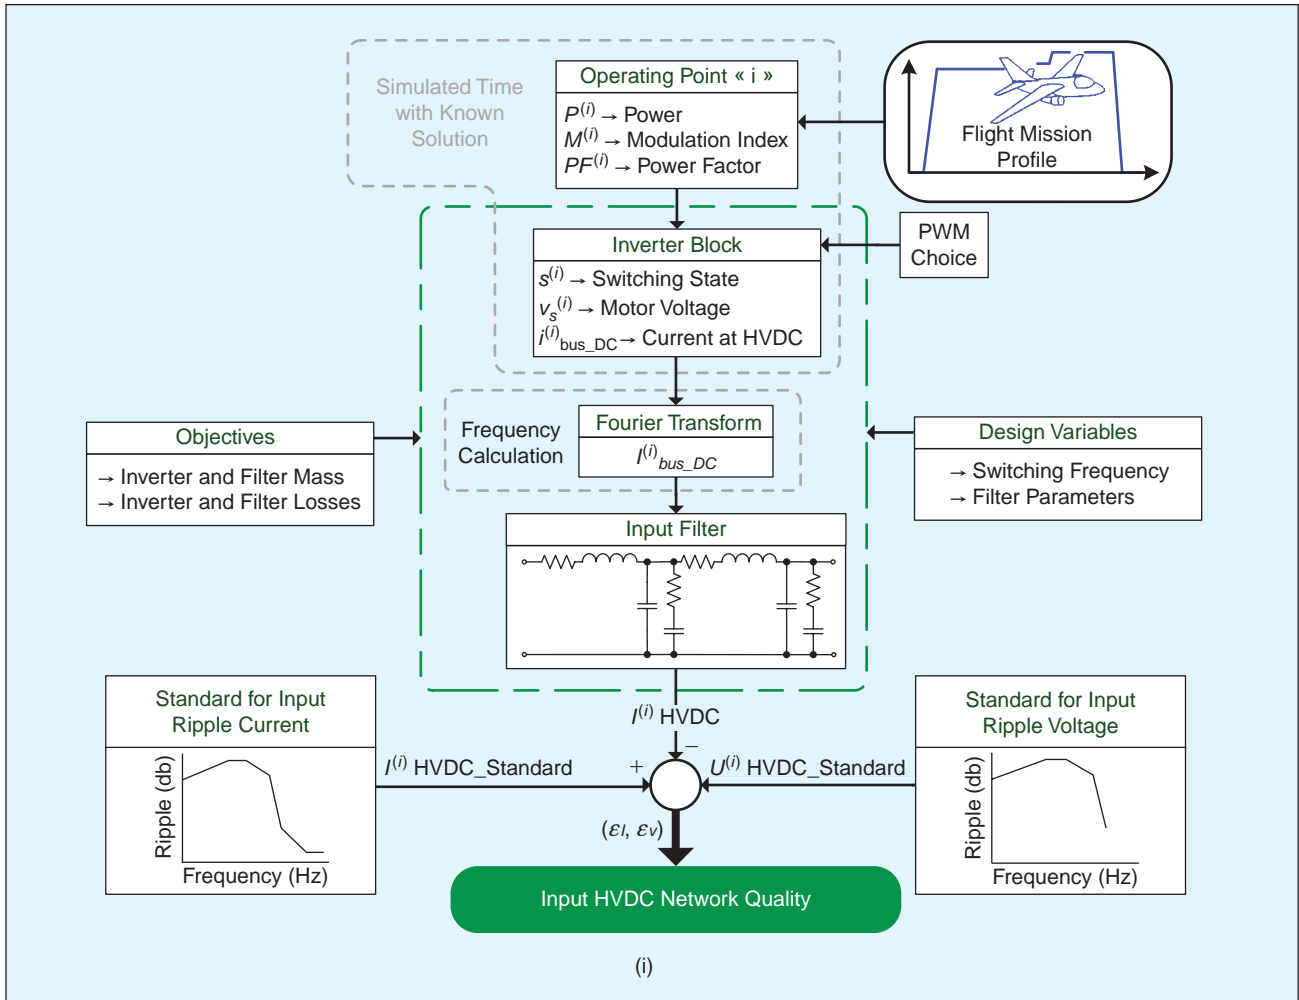 Simulated Time
with Known
Solution
Operating Point « i »
P(i) → Power
M(i) → Modulation Index
PF(i) → Power Factor
Flight Mission
Profile
Inverter Block
s(i) → Switching State
vs(i) → Motor Voltage
i(i)bus_DC → Current at HVDC
PWM
Choice
Frequency
Calculation
Fourier Transform
I(i)bus_DC
Objectives
→ Inverter and Filter Mass
→ Inverter and Filter Losses
Design Variables
→ Switching Frequency
→ Filter Parameters
Input Filter
Standard for Input
Ripple Current
Ripple (db)
Frequency (Hz)
I(i) HVDC
I(i) HVDC_Standard
+
−
U(i) HVDC_Standard
(εI, εv)
Standard for Input
Ripple Voltage
Ripple (db)
Frequency (Hz)
Input HVDC Network Quality
(i)